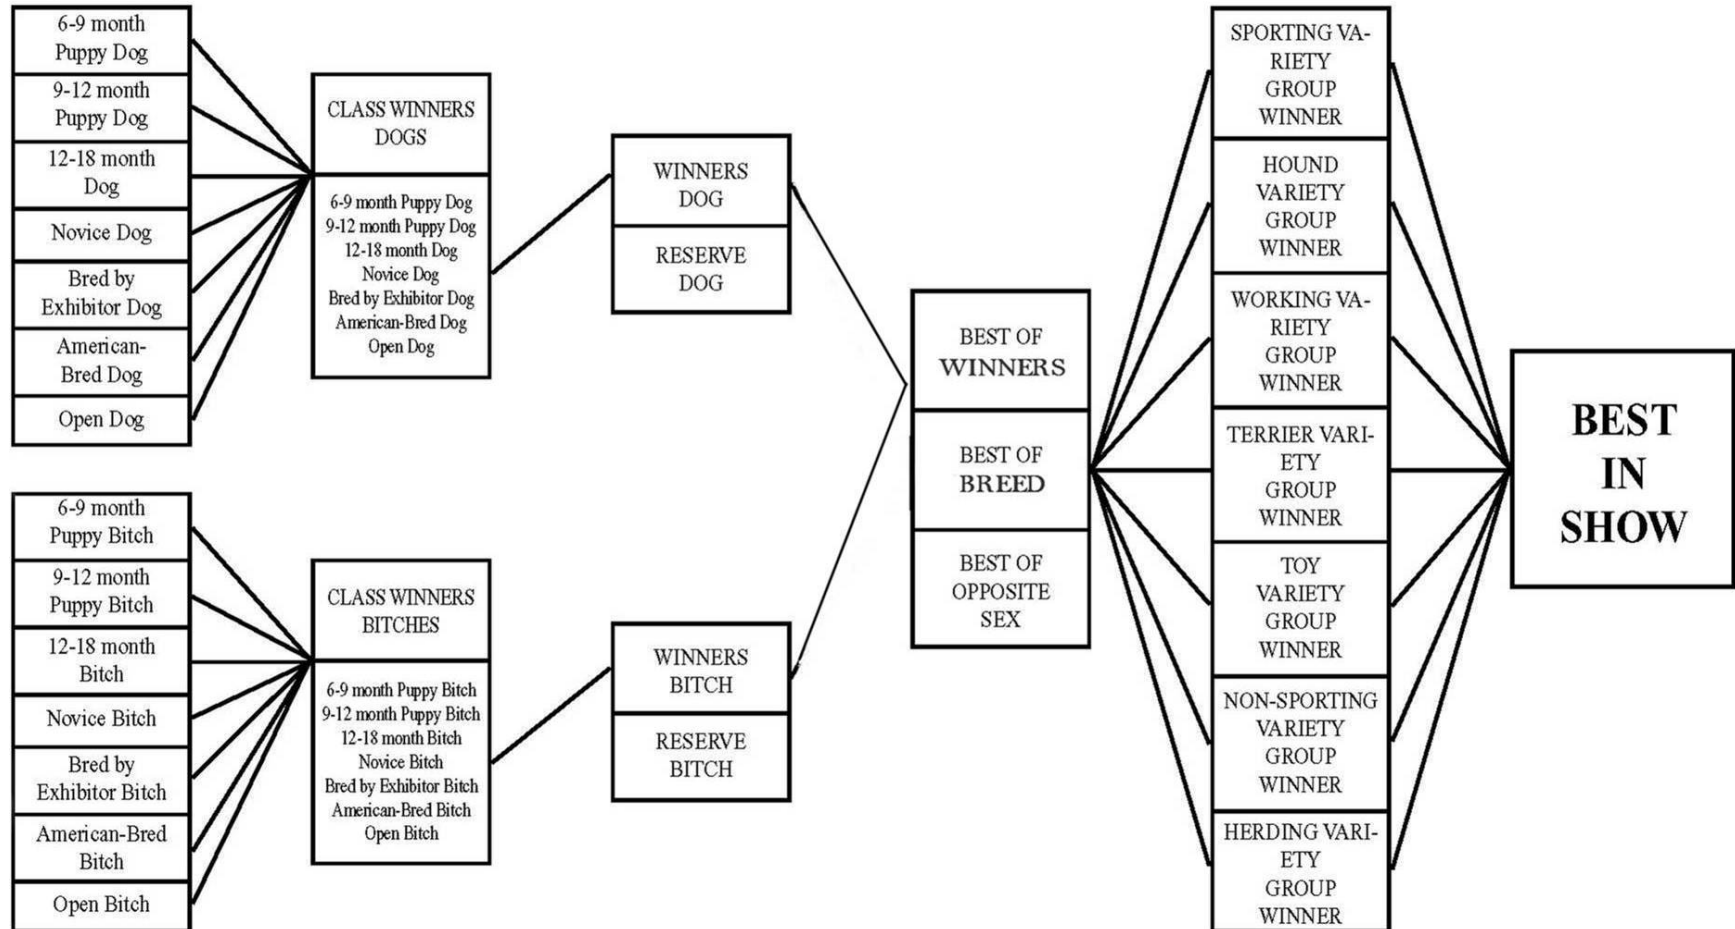 6-9 month
Puppy Dog
9-12 month
Puppy Dog
12-18 month
Dog
Novice Dog
Bred by
Exhibitor Dog
American-
Bred Dog
Open Dog
6-9 month
Puppy Bitch
9-12 month
Puppy Bitch
12-18 month
Bitch
Novice Bitch
Bred by
Exhibitor Bitch
American-Bred
Bitch
Open Bitch
CLASS WINNERS
DOGS
6-9 month Puppy Dog
9-12 month Puppy Dog
12-18 month Dog
Novice Dog
Bred by Exhibitor Dog
American-Bred Dog
Open Dog
CLASS WINNERS
BITCHES
6-9 month Puppy Bitch
9-12 month Puppy Bitch
12-18 month Bitch
Novice Bitch
Bred by Exhibitor Bitch
American-Bred Bitch
Open Bitch
WINNERS
DOG
RESERVE
DOG
WINNERS
BITCH
RESERVE
BITCH
BEST OF
WINNERS
BEST OF
BREED
BEST OF
OPPOSITE
SEX
SPORTING VA-
RIETY
GROUP
WINNER
HOUND
VARIETY
GROUP
WINNER
WORKING VA-
RIETY
GROUP
WINNER
TERRIER VARI-
ETY
GROUP
WINNER
TOY
VARIETY
GROUP
WINNER
NON-SPORTING
VARIETY
GROUP
WINNER
HERDING VARI-
ETY
GROUP
WINNER
BEST
IN
SHOW